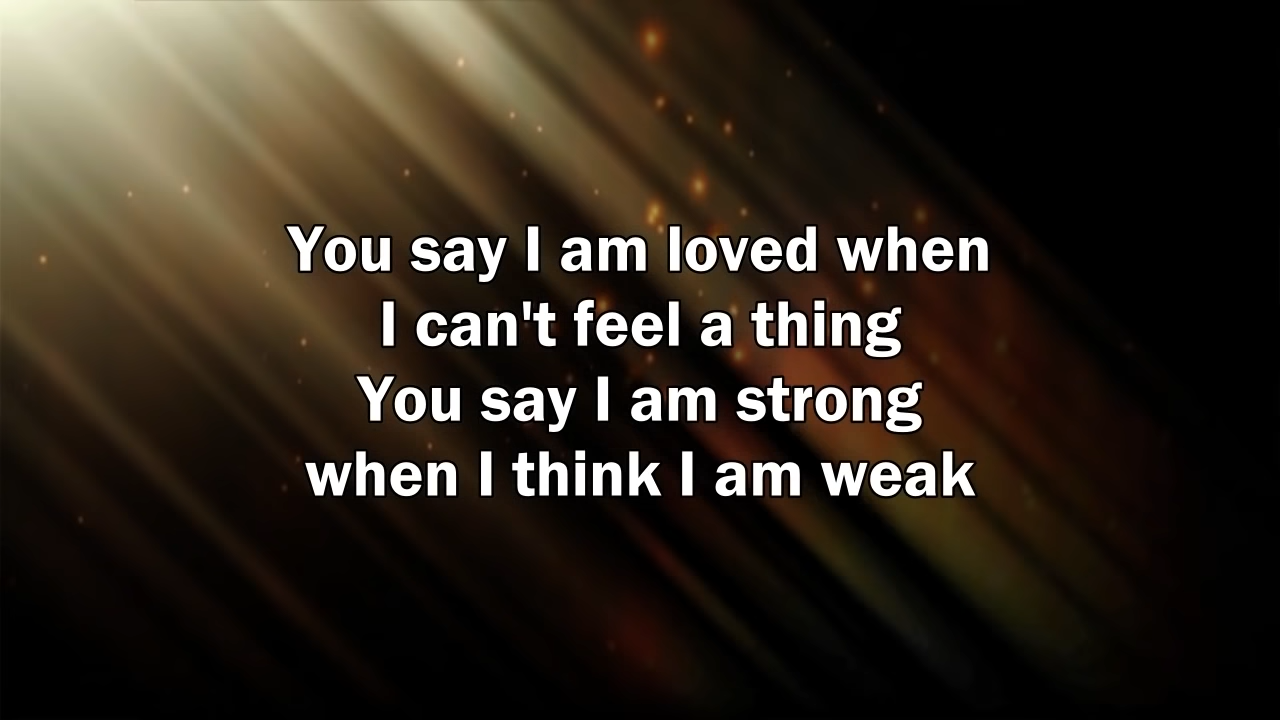 You say I am loved when
I can't feel a thing
You say I am strong
when I think I am weak